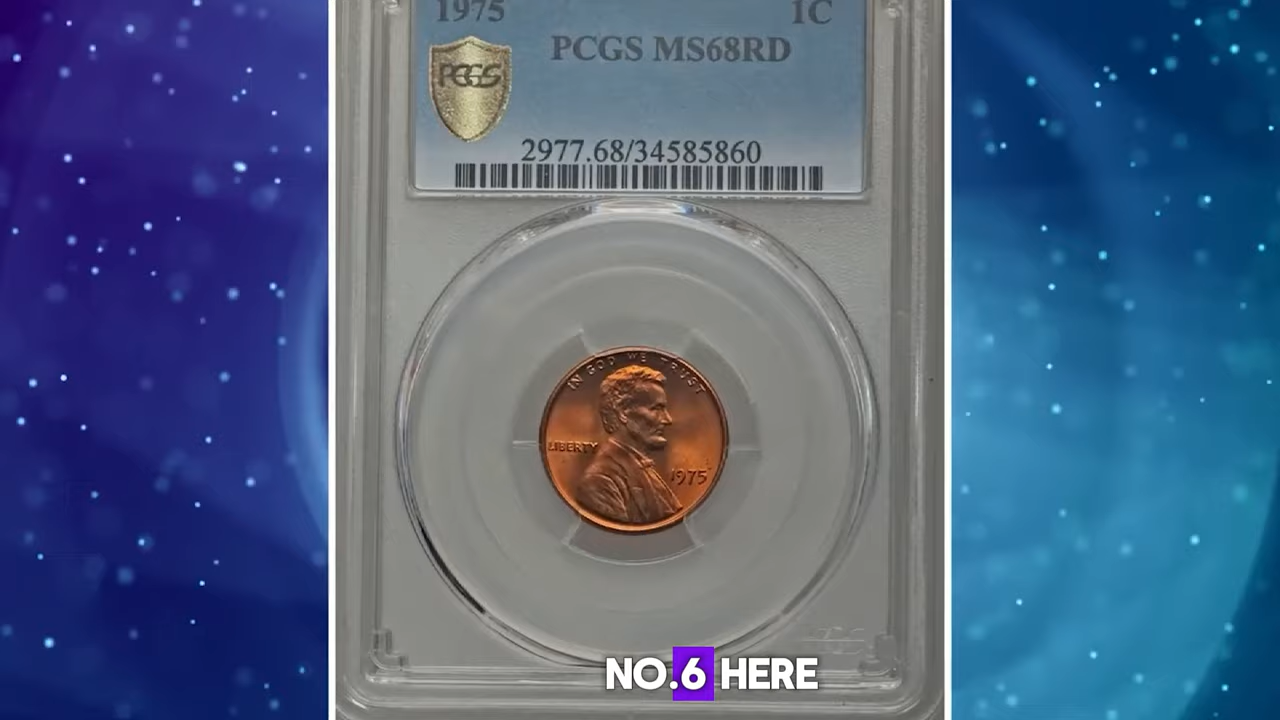 1975 1C
PCGS MS68RD
PCGS
2977.68/34585860
IN GOD WE TRUST
LIBERTY
1975
NO.6 HERE